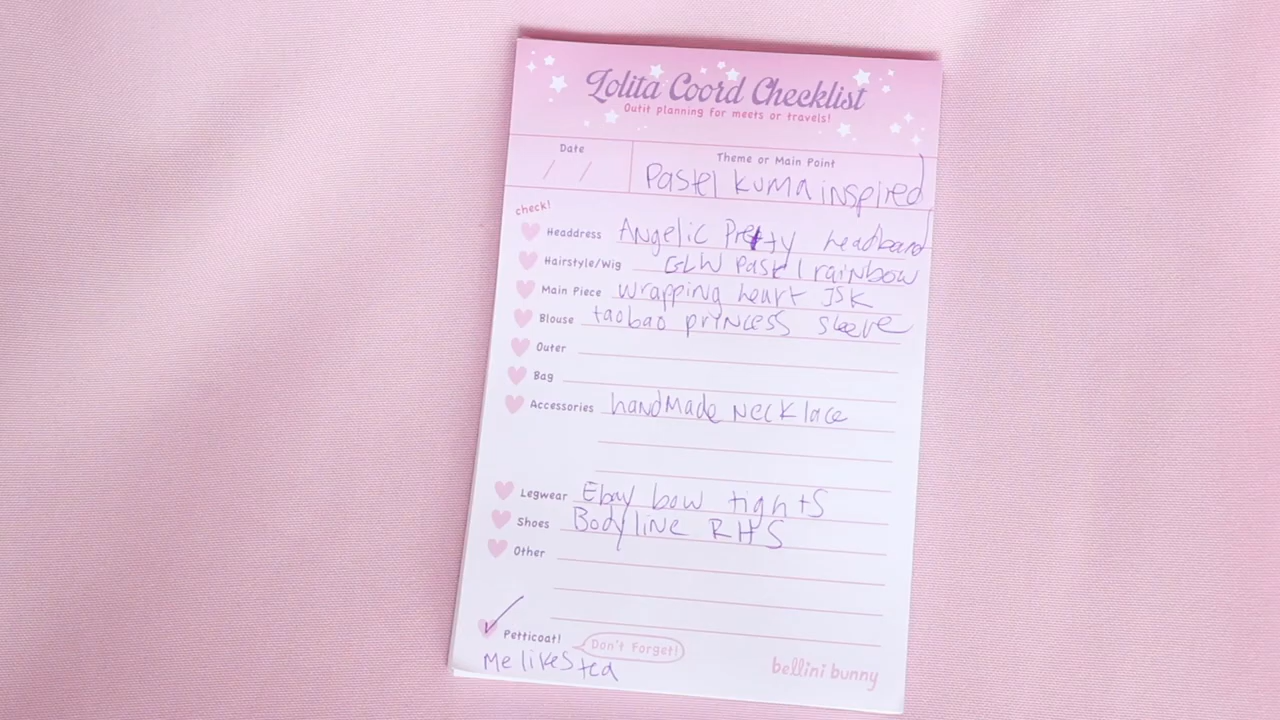 Lolita Coord Checklist
Outit planning for meets or travels!
Date
/ /
Theme or Main Point
Pastel kuma inspired
check!
Headdress Angelic Pretty headband
Hairstyle/Wig GLW pastel rainbow
Main Piece wrapping heart JSK
Blouse taobao princess sleeve
Outer
Bag
Accessories handmade necklace
Legwear Ebay bow tights
Shoes Bodyline RHS
Other
Petticoat! Don't Forget!
Me likes tea
bellini bunny